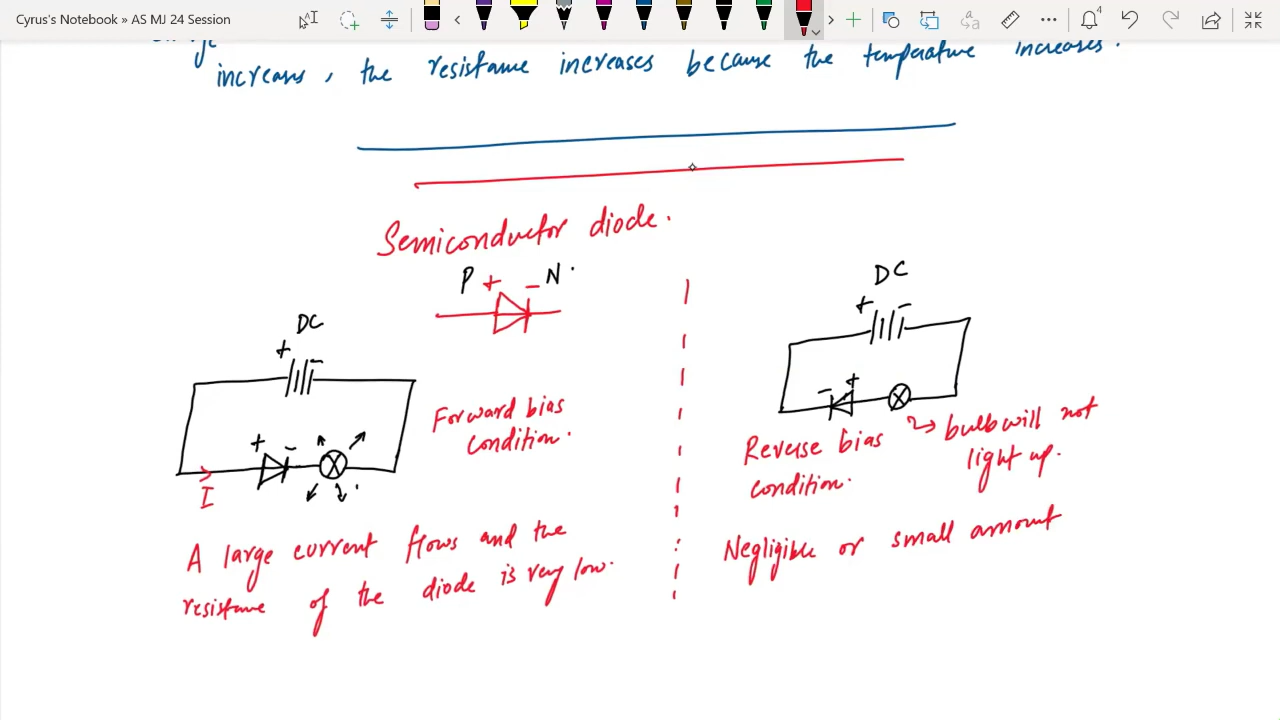 Cyrus's Notebook » AS MJ 24 Session
4
increases, the resistance increases because the temperature increases.
Semiconductor diode.
P + - N
DC
+ -
+ -
I
Forward bias
condition.
A large current flows and the
resistance of the diode is very low.
DC
+ -
- +
Reverse bias
condition.
bulb will not
light up.
Negligible or small amount